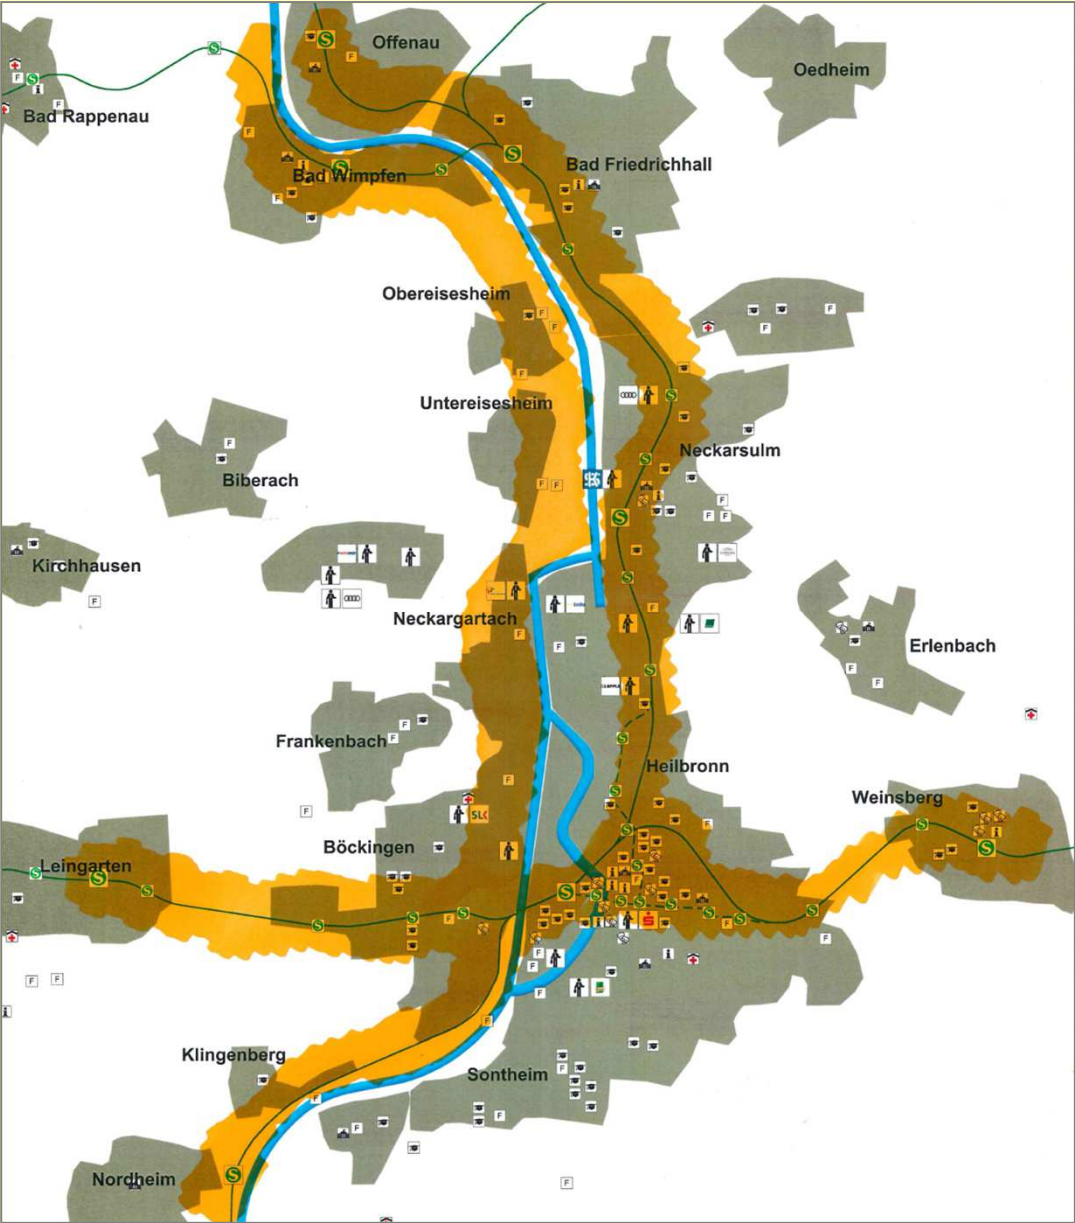 Offenau
Oedheim
Bad Rappenau
Bad Friedrichhall
Bad Wimpfen
Obereisesheim
Untereisesheim
Neckarsulm
Biberach
Kirchhausen
Neckargartach
Erlenbach
Frankenbach
Heilbronn
Weinsberg
SLK
Böckingen
Leingarten
Klingenberg
Sontheim
Nordheim